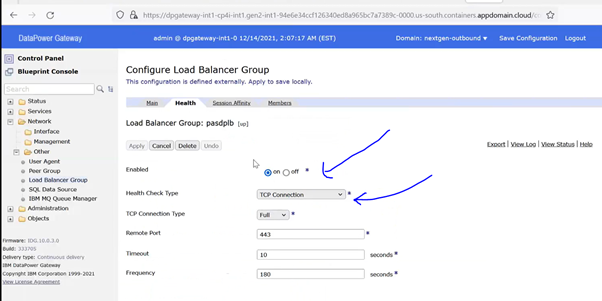 https://dpgateway-int1-cp4i-int1.gen2-int1-94e6e34ccf126340ed8a965bc7a7389c-0000.us-south.containers.appdomain.cloud/
DataPower Gateway
admin @ dpgateway-int1-0 12/14/2021, 2:07:17 AM (EST)
Domain: nextgen-outbound
Save Configuration
Logout
Control Panel
Blueprint Console
Search
Status
Services
Network
Interface
Management
Other
User Agent
Peer Group
Load Balancer Group
SQL Data Source
IBM MQ Queue Manager
Administration
Objects
Firmware: IDG.10.0.3.0
Build: 333705
Delivery type: Continuous delivery
IBM DataPower Gateway
Copyright IBM Corporation 1999-2021
View License Agreement
Configure Load Balancer Group
This configuration is defined externally. Apply to save locally.
Main Health Session Affinity Members
Load Balancer Group: pasdplb [up]
Apply Cancel Delete Undo
Export | View Log | View Status | Help
Enabled on off *
Health Check Type TCP Connection *
TCP Connection Type Full *
Remote Port 443 *
Timeout 10 seconds *
Frequency 180 seconds *